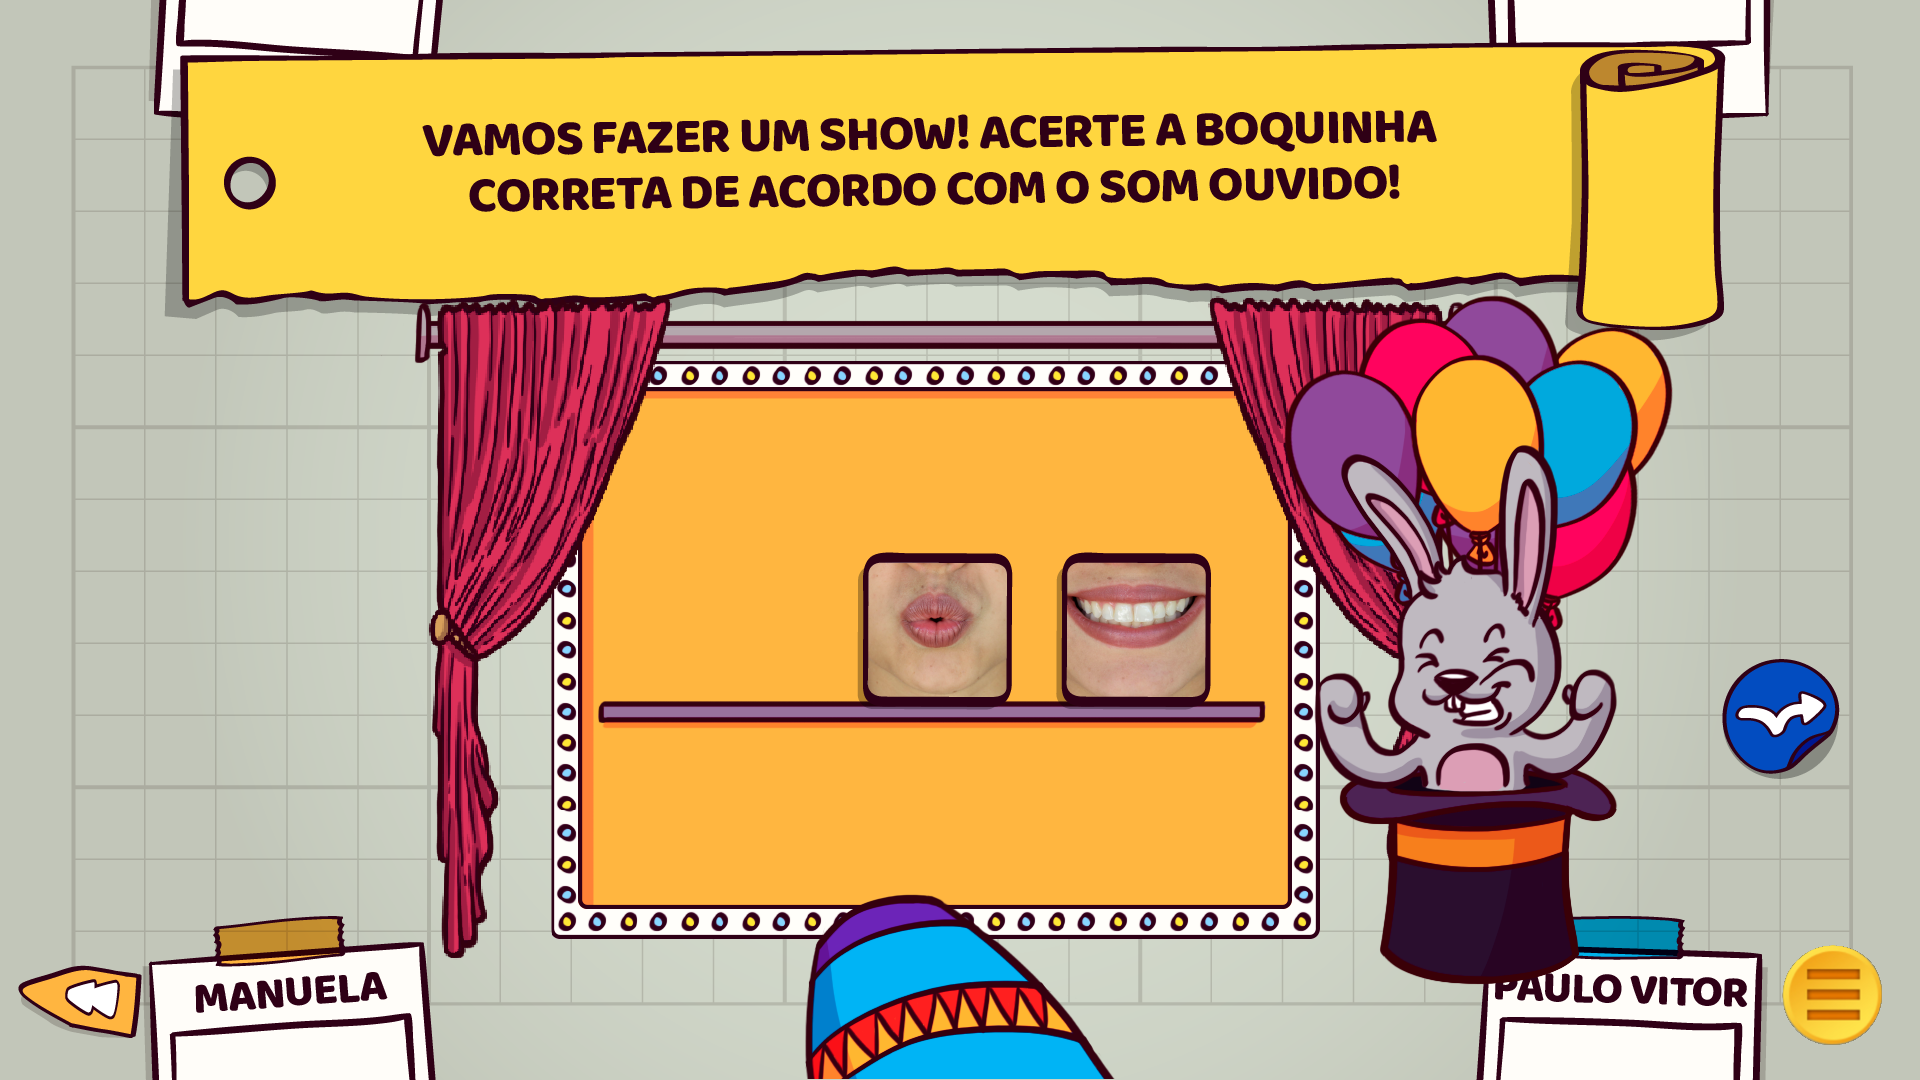 VAMOS FAZER UM SHOW! ACERTE A BOQUINHA
CORRETA DE ACORDO COM O SOM OUVIDO!
MANUELA
PAULO VITOR